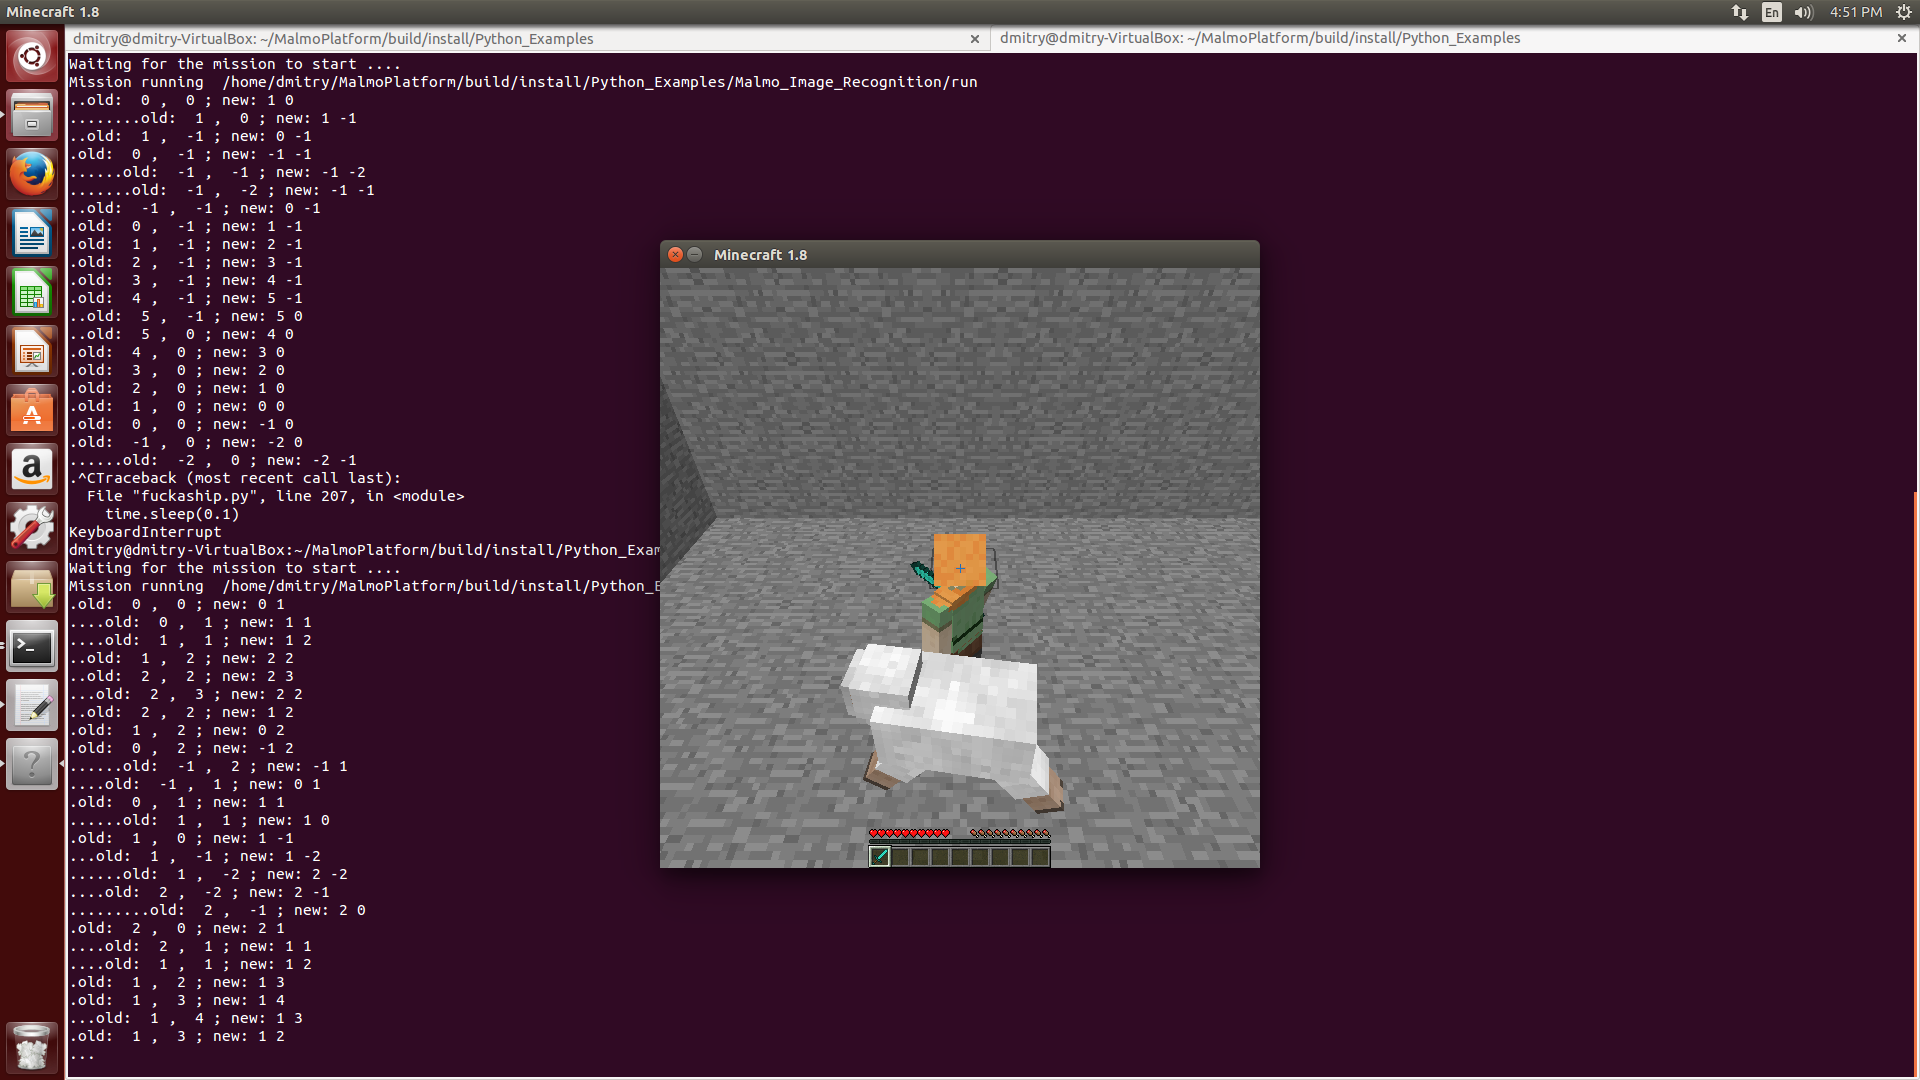 Minecraft 1.8
En
4:51 PM
dmitry@dmitry-VirtualBox: ~/MalmoPlatform/build/install/Python_Examples
dmitry@dmitry-VirtualBox: ~/MalmoPlatform/build/install/Python_Examples
Waiting for the mission to start ....
Mission running  /home/dmitry/MalmoPlatform/build/install/Python_Examples/Malmo_Image_Recognition/run
..old:  0 ,  0 ; new: 1 0
........old:  1 ,  0 ; new: 1 -1
..old:  1 ,  -1 ; new: 0 -1
.old:  0 ,  -1 ; new: -1 -1
......old:  -1 ,  -1 ; new: -1 -2
.......old:  -1 ,  -2 ; new: -1 -1
..old:  -1 ,  -1 ; new: 0 -1
.old:  0 ,  -1 ; new: 1 -1
.old:  1 ,  -1 ; new: 2 -1
.old:  2 ,  -1 ; new: 3 -1
.old:  3 ,  -1 ; new: 4 -1
.old:  4 ,  -1 ; new: 5 -1
..old:  5 ,  -1 ; new: 5 0
..old:  5 ,  0 ; new: 4 0
.old:  4 ,  0 ; new: 3 0
.old:  3 ,  0 ; new: 2 0
.old:  2 ,  0 ; new: 1 0
.old:  1 ,  0 ; new: 0 0
.old:  0 ,  0 ; new: -1 0
.old:  -1 ,  0 ; new: -2 0
......old:  -2 ,  0 ; new: -2 -1
.^CTraceback (most recent call last):
  File "fuckaship.py", line 207, in <module>
    time.sleep(0.1)
KeyboardInterrupt
dmitry@dmitry-VirtualBox:~/MalmoPlatform/build/install/Python_Exam
Waiting for the mission to start ....
Mission running  /home/dmitry/MalmoPlatform/build/install/Python_E
.old:  0 ,  0 ; new: 0 1
....old:  0 ,  1 ; new: 1 1
....old:  1 ,  1 ; new: 1 2
..old:  1 ,  2 ; new: 2 2
..old:  2 ,  2 ; new: 2 3
...old:  2 ,  3 ; new: 2 2
..old:  2 ,  2 ; new: 1 2
.old:  1 ,  2 ; new: 0 2
.old:  0 ,  2 ; new: -1 2
......old:  -1 ,  2 ; new: -1 1
....old:  -1 ,  1 ; new: 0 1
.old:  0 ,  1 ; new: 1 1
......old:  1 ,  1 ; new: 1 0
.old:  1 ,  0 ; new: 1 -1
...old:  1 ,  -1 ; new: 1 -2
......old:  1 ,  -2 ; new: 2 -2
....old:  2 ,  -2 ; new: 2 -1
.........old:  2 ,  -1 ; new: 2 0
.old:  2 ,  0 ; new: 2 1
....old:  2 ,  1 ; new: 1 1
....old:  1 ,  1 ; new: 1 2
.old:  1 ,  2 ; new: 1 3
.old:  1 ,  3 ; new: 1 4
...old:  1 ,  4 ; new: 1 3
.old:  1 ,  3 ; new: 1 2
...
Minecraft 1.8